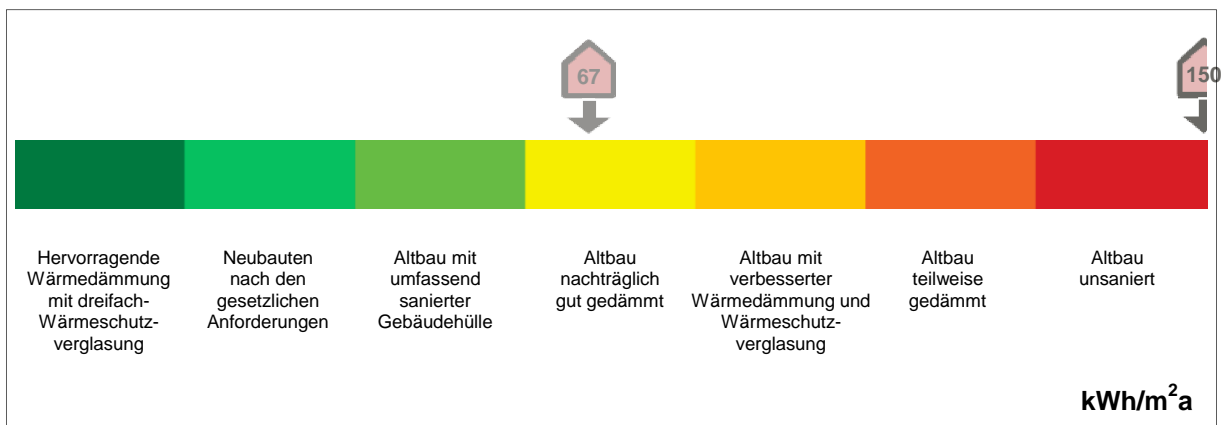 67
150
Hervorragende
Wärmedämmung
mit dreifach-
Wärmeschutz-
verglasung
Neubauten
nach den
gesetzlichen
Anforderungen
Altbau mit
umfassend
sanierter
Gebäudehülle
Altbau
nachträglich
gut gedämmt
Altbau mit
verbesserter
Wärmedämmung und
Wärmeschutz-
verglasung
Altbau
teilweise
gedämmt
Altbau
unsaniert
kWh/m²a